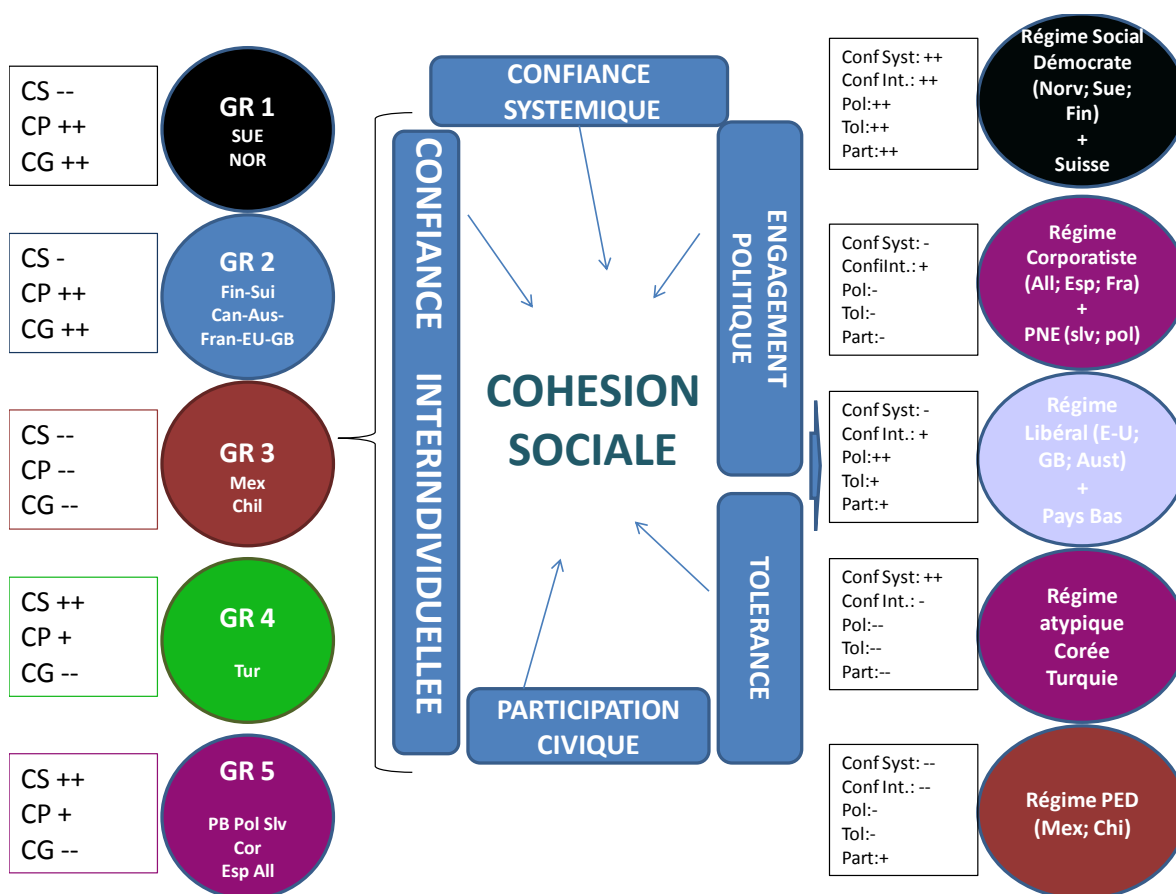 CS --
CP ++
CG ++
GR 1
SUE
NOR
CS -
CP ++
CG ++
GR 2
Fin-Sui
Can-Aus-
Fran-EU-GB
CS --
CP --
CG --
GR 3
Mex
Chil
CS ++
CP +
CG --
GR 4
Tur
CS ++
CP +
CG --
GR 5
PB Pol Slv
Cor
Esp All
CONFIANCE
SYSTEMIQUE
CONFIANCE INTERINDIVIDUELLEE
ENGAGEMENT
POLITIQUE
COHESION
SOCIALE
TOLERANCE
PARTICIPATION
CIVIQUE
Conf Syst: ++
Conf Int.: ++
Pol:++
Tol:++
Part:++
Régime Social
Démocrate
(Norv; Sue;
Fin)
+
Suisse
Conf Syst: -
ConfiInt.: +
Pol:-
Tol:-
Part:-
Régime
Corporatiste
(All; Esp; Fra)
+
PNE (slv; pol)
Conf Syst: -
Conf Int.: +
Pol:++
Tol:+
Part:+
Régime
Libéral (E-U;
GB; Aust)
+
Pays Bas
Conf Syst: ++
Conf Int.: -
Pol:--
Tol:--
Part:--
Régime
atypique
Corée
Turquie
Conf Syst: --
Conf Int.: --
Pol:-
Tol:-
Part:+
Régime PED
(Mex; Chi)